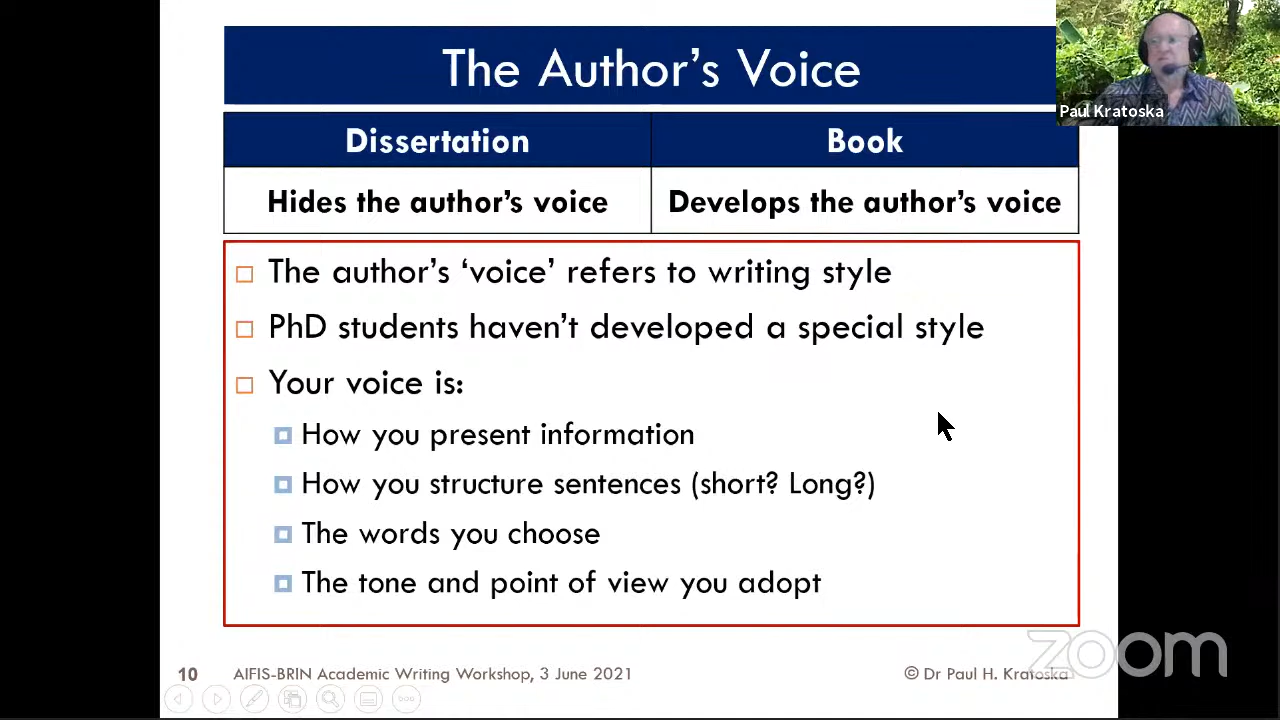 The Author's Voice
Paul Kratoska
Dissertation
Book
Hides the author's voice
Develops the author's voice
The author's 'voice' refers to writing style
PhD students haven't developed a special style
Your voice is:
How you present information
How you structure sentences (short? Long?)
The words you choose
The tone and point of view you adopt
10 AIFIS-BRIN Academic Writing Workshop, 3 June 2021
© Dr Paul H. Kratoska
zoom